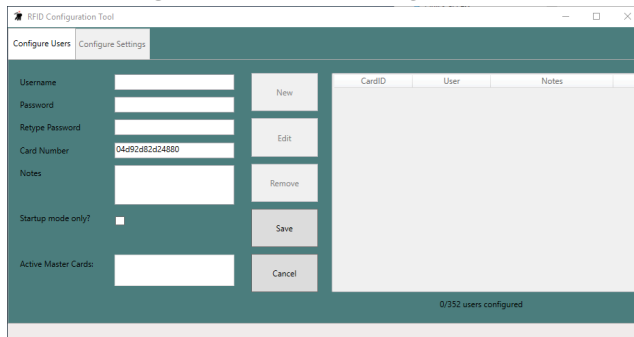 RFID Configuration Tool
Configure Users Configure Settings
Username
Password
Retype Password
Card Number 04d92d82d24880
Notes
Startup mode only?
Active Master Cards:
New
Edit
Remove
Save
Cancel
CardID User Notes
0/352 users configured